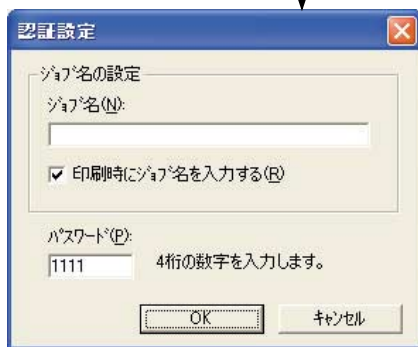 認証設定
ｼﾞｮﾌﾞ名の設定
ｼﾞｮﾌﾞ名(N):
印刷時にｼﾞｮﾌﾞ名を入力する(R)
ﾊﾟｽﾜｰﾄﾞ(P):
1111 4桁の数字を入力します。
OK ｷｬﾝｾﾙ